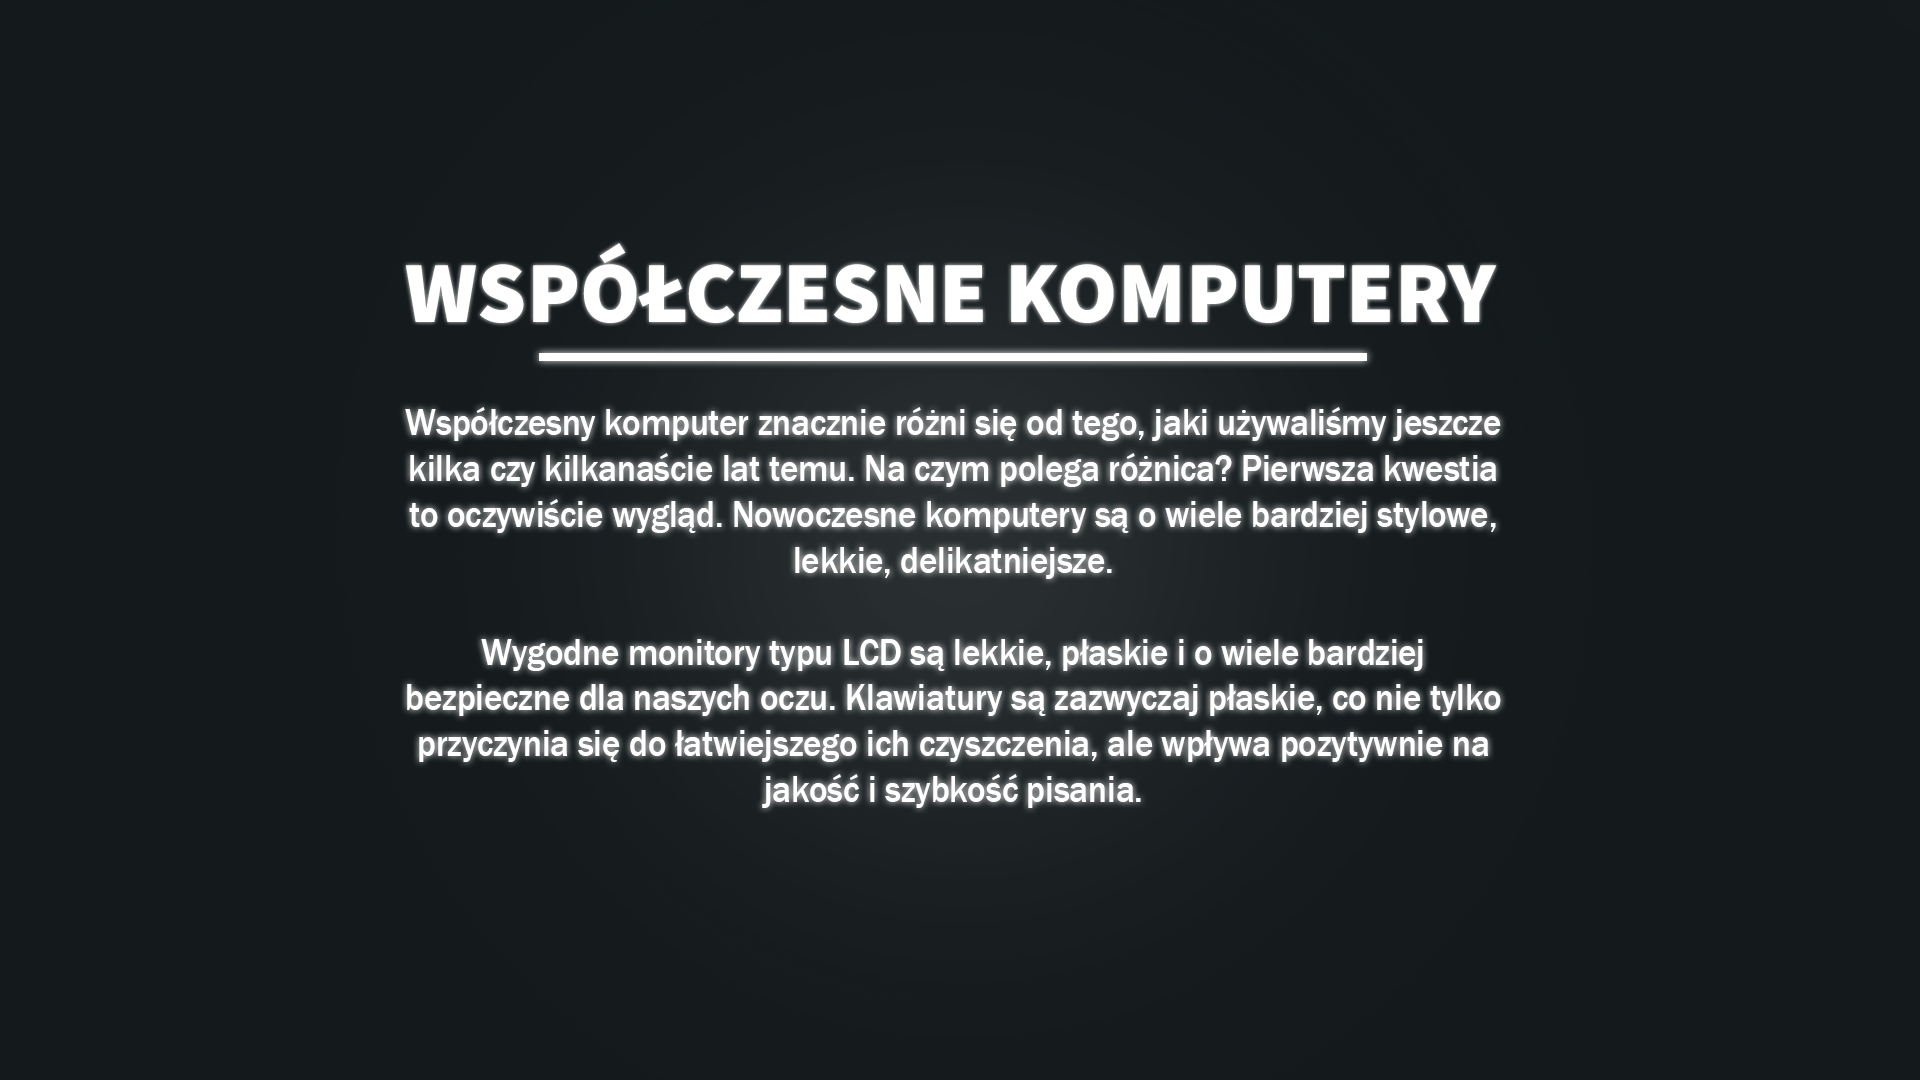 WSPÓŁCZESNE KOMPUTERY
Współczesny komputer znacznie różni się od tego, jaki używaliśmy jeszcze
kilka czy kilkanaście lat temu. Na czym polega różnica? Pierwsza kwestia
to oczywiście wygląd. Nowoczesne komputery są o wiele bardziej stylowe,
lekkie, delikatniejsze.
Wygodne monitory typu LCD są lekkie, płaskie i o wiele bardziej
bezpieczne dla naszych oczu. Klawiatury są zazwyczaj płaskie, co nie tylko
przyczynia się do łatwiejszego ich czyszczenia, ale wpływa pozytywnie na
jakość i szybkość pisania.